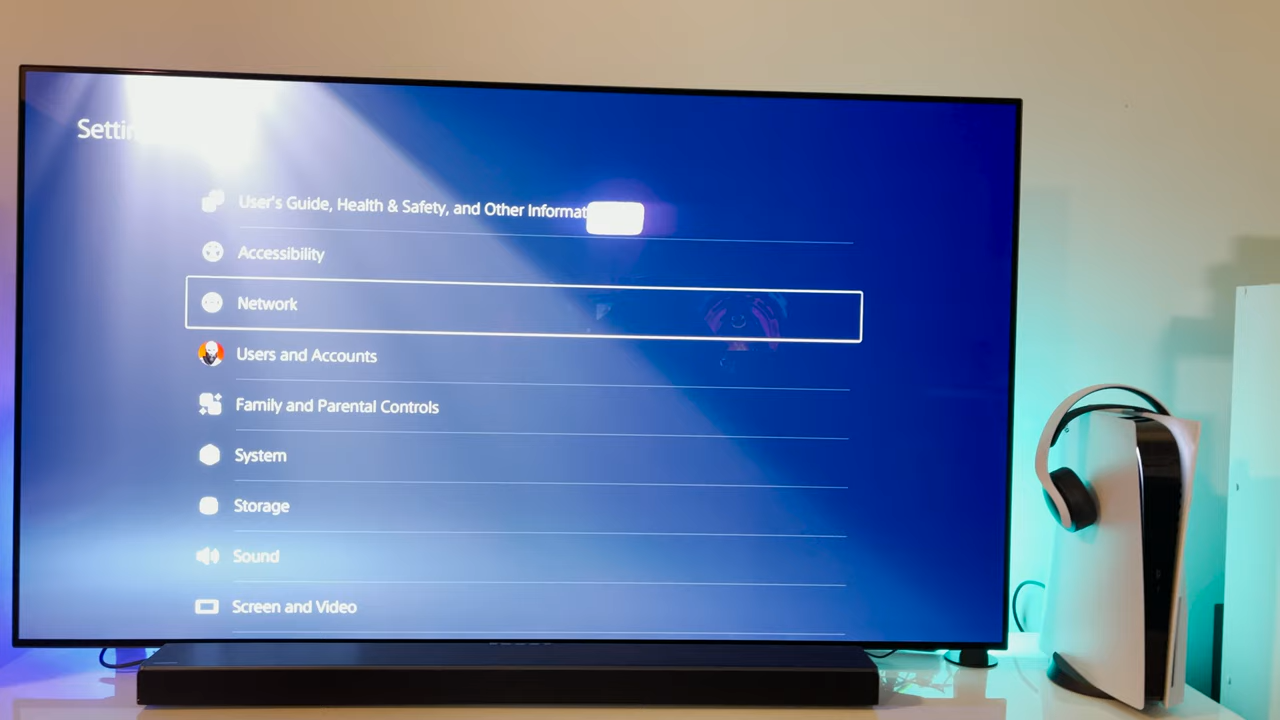 Settin
User's Guide, Health & Safety, and Other Informat
Accessibility
Network
Users and Accounts
Family and Parental Controls
System
Storage
Sound
Screen and Video